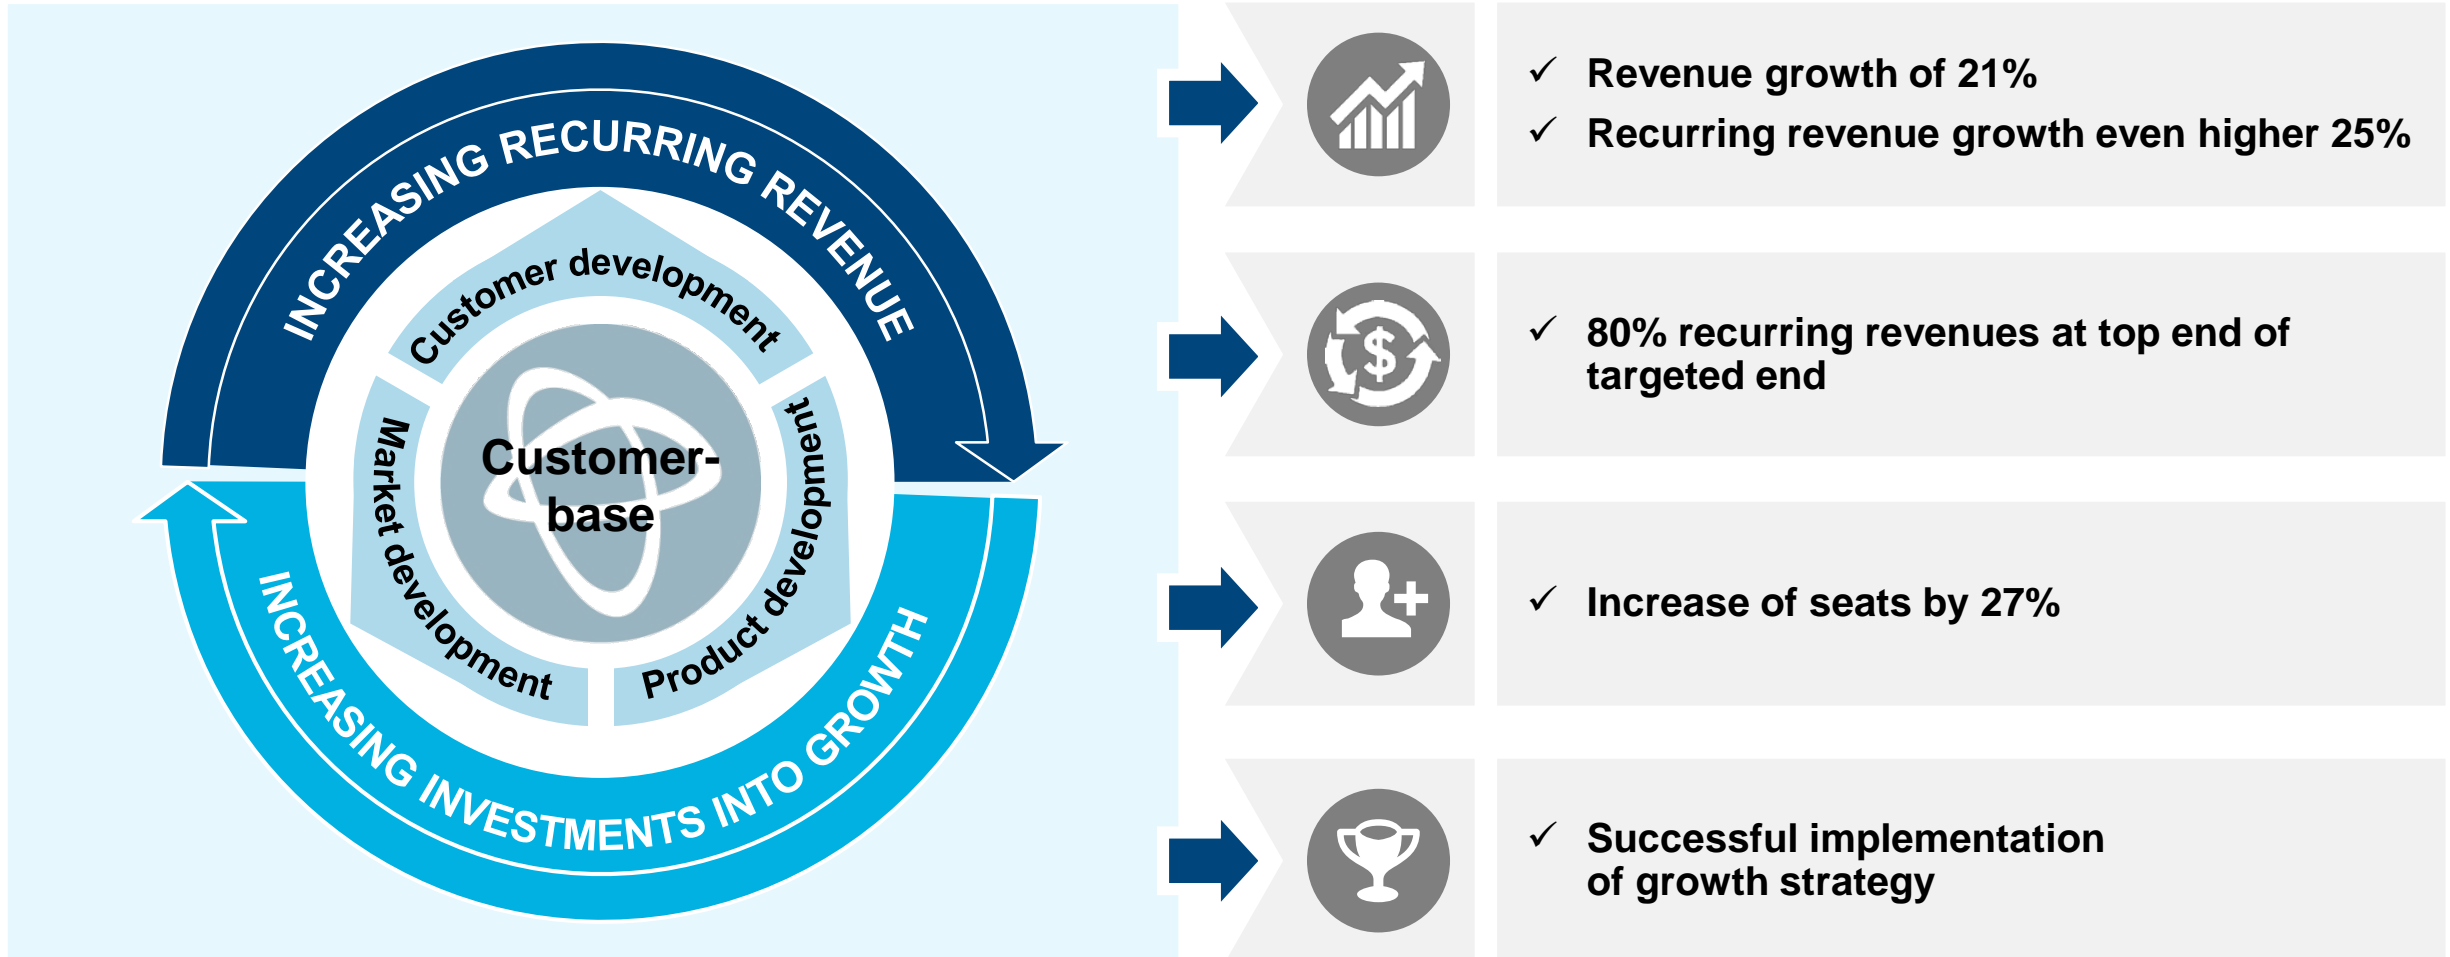 INCREASING RECURRING REVENUE
Customer development
Market development
Product development
Customer-
base
INCREASING INVESTMENTS INTO GROWTH
✓ Revenue growth of 21%
✓ Recurring revenue growth even higher 25%
$
✓ 80% recurring revenues at top end of
targeted end
✓ Increase of seats by 27%
✓ Successful implementation
of growth strategy